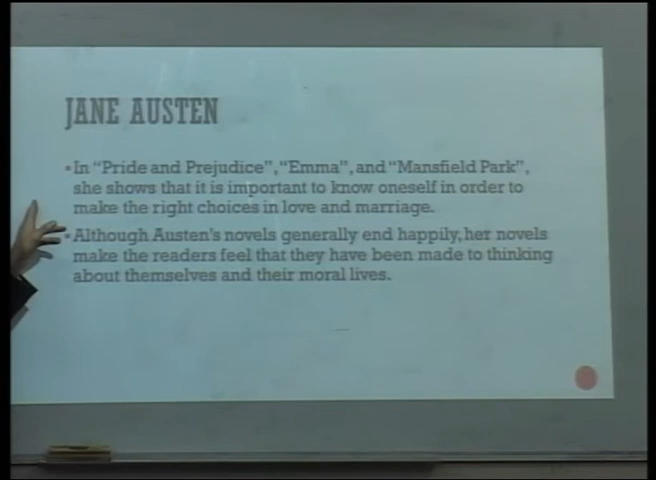 JANE AUSTEN
▪In “Pride and Prejudice”, “Emma”, and “Mansfield Park”,
she shows that it is important to know oneself in order to
make the right choices in love and marriage.
▪Although Austen's novels generally end happily, her novels
make the readers feel that they have been made to thinking
about themselves and their moral lives.